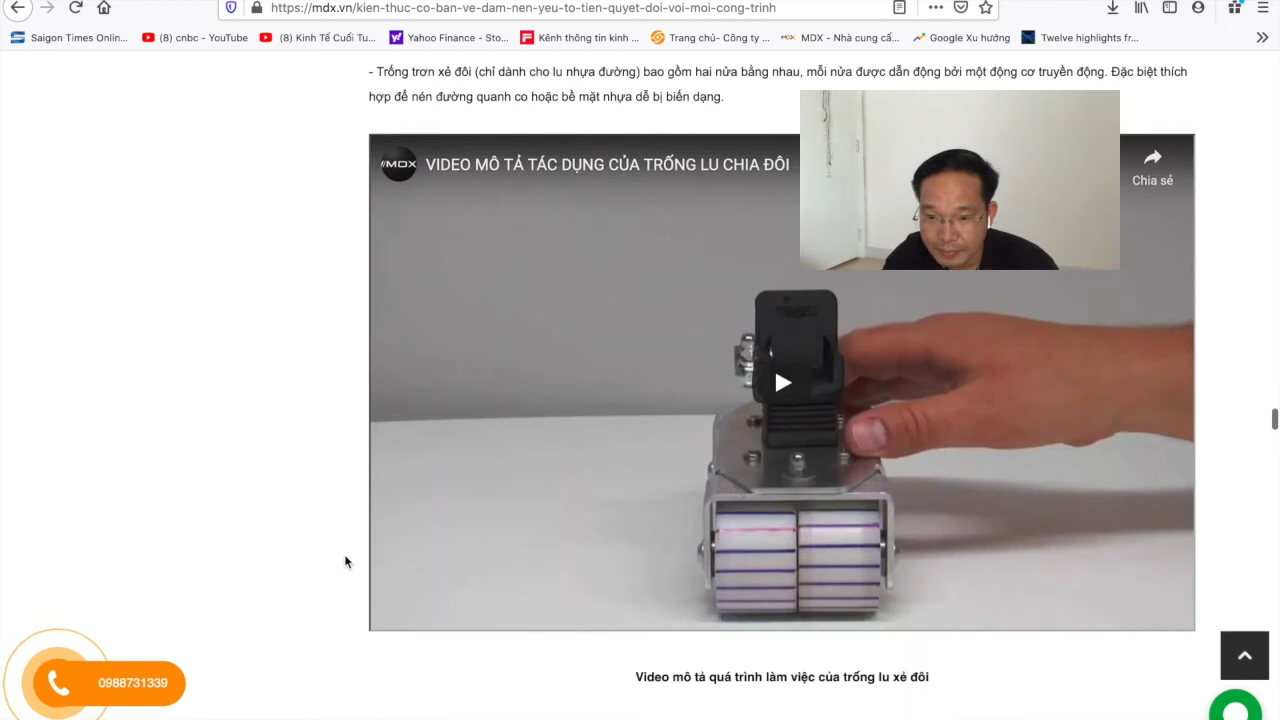 https://mdx.vn/kien-thuc-co-ban-ve-dam-nen-yeu-to-tien-quyet-doi-voi-moi-cong-trinh
Saigon Times Onlin... (8) cnbc - YouTube (8) Kinh Tế Cuối Tu... Yahoo Finance - Sto... Kênh thông tin kinh ... Trang chủ- Công ty ... MDX - Nhà cung cấ... Google Xu hướng Twelve highlights fr...
- Trống trơn xẻ đôi (chỉ dành cho lu nhựa đường) bao gồm hai nửa bằng nhau, mỗi nửa được dẫn động bởi một động cơ truyền động. Đặc biệt thích
hợp để nén đường quanh co hoặc bề mặt nhựa dễ bị biến dạng.
MDX VIDEO MÔ TẢ TÁC DỤNG CỦA TRỐNG LU CHIA ĐÔI
Chia sẻ
Video mô tả quá trình làm việc của trống lu xẻ đôi
0988731339